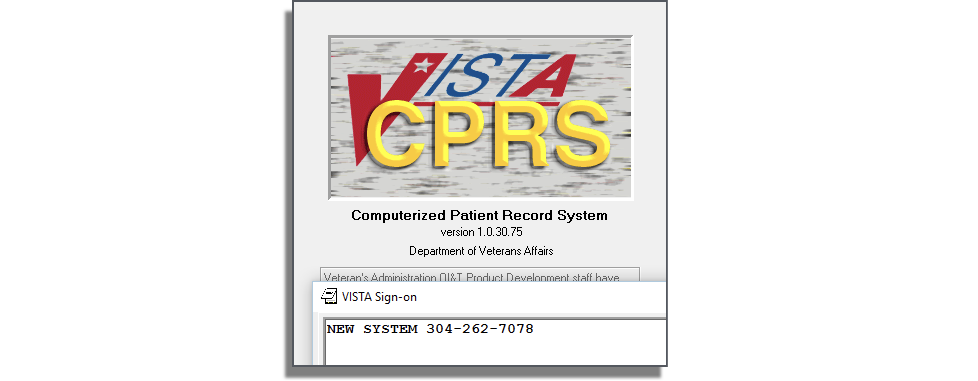 VISTA
CPRS
Computerized Patient Record System
version 1.0.30.75
Department of Veterans Affairs
Veteran's Administration OI&T Product Development staff have
VISTA Sign-on
NEW SYSTEM 304-262-7078